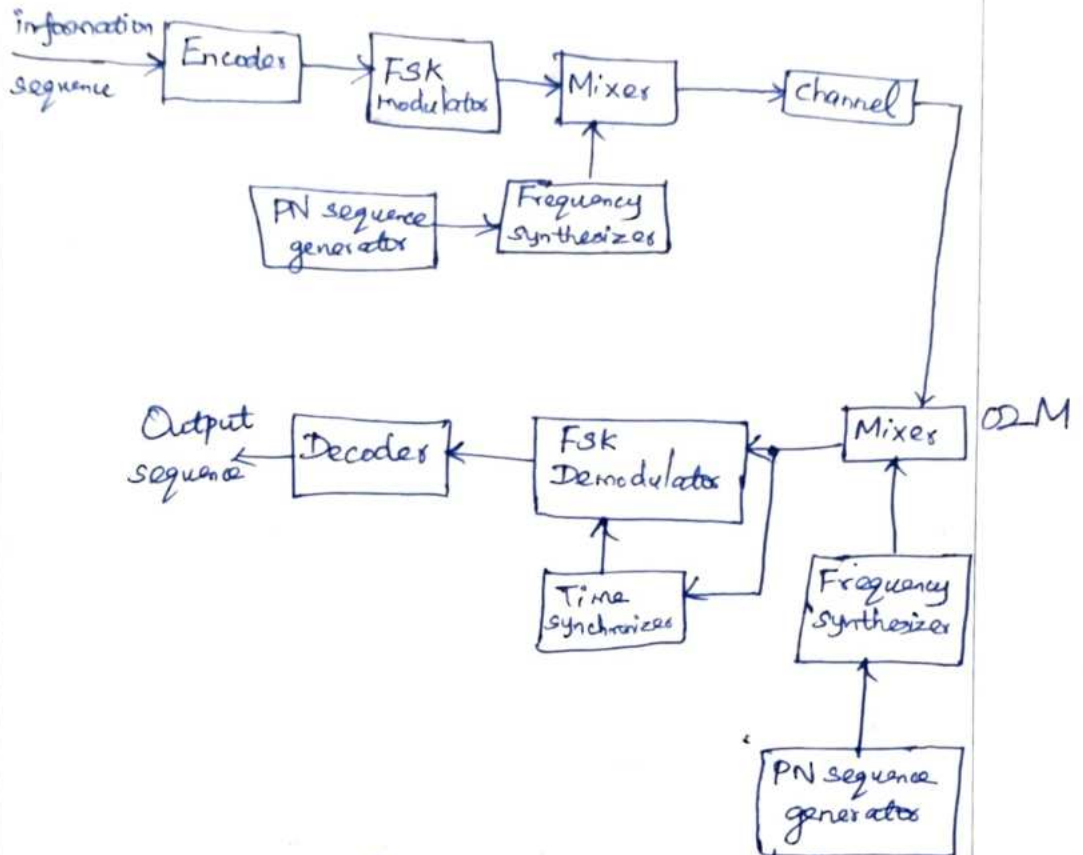 information
sequence
Encoder
FSK
modulator
Mixer
channel
PN sequence
generator
Frequency
synthesizer
Mixer
02_M
Output
sequence
Decoder
FSK
Demodulator
Time
synchronizer
Frequency
synthesizer
PN sequence
generator